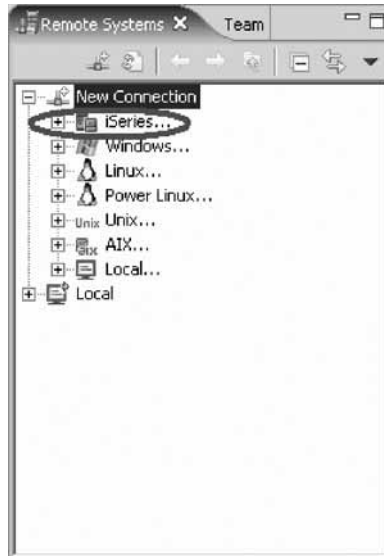 Remote Systems Team
New Connection
iSeries...
Windows...
Linux...
Power Linux...
Unix Unix...
AIX...
Local...
Local